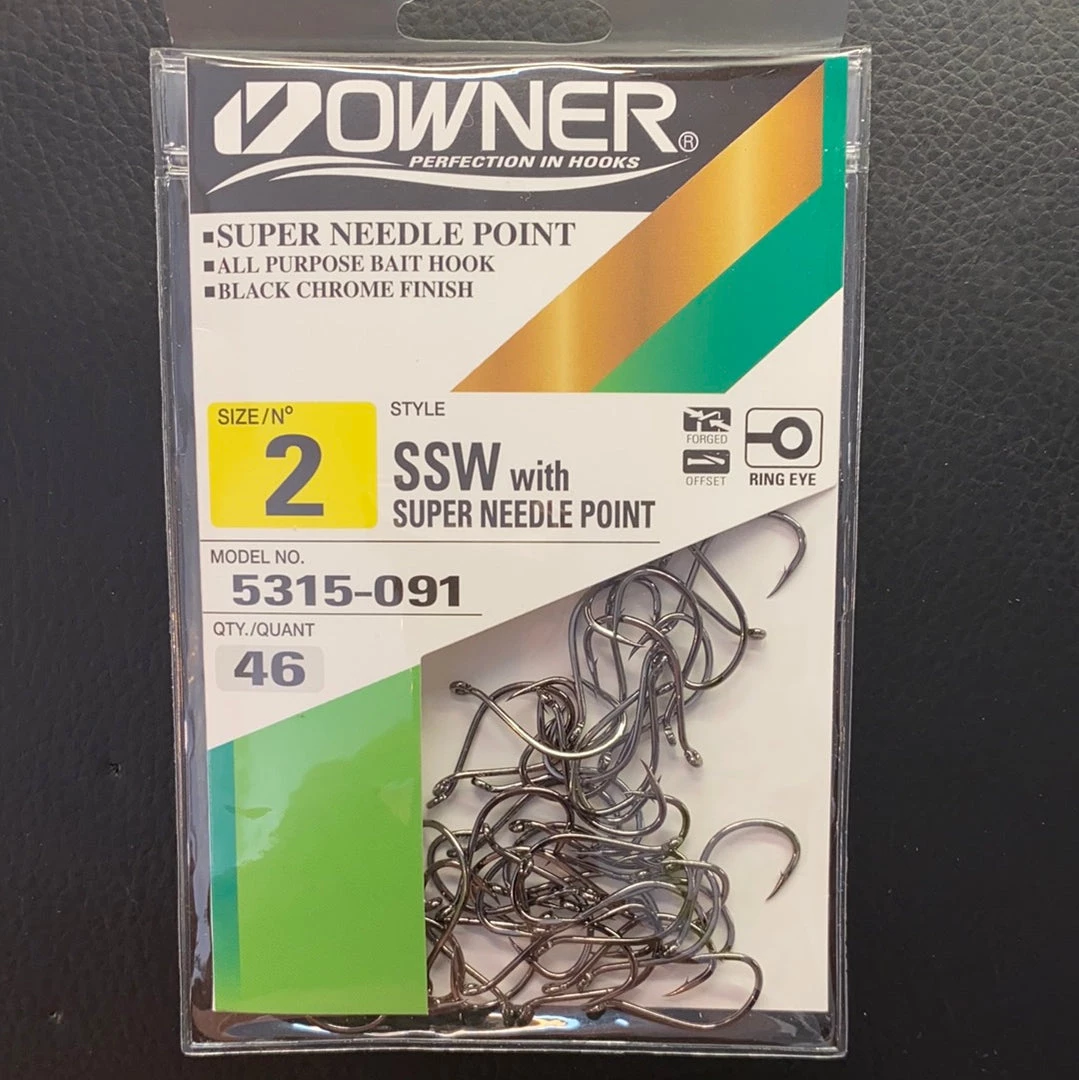 OWNER®
PERFECTION IN HOOKS
▪SUPER NEEDLE POINT
▪ALL PURPOSE BAIT HOOK
▪BLACK CHROME FINISH
SIZE/Nº
2
STYLE
SSW with
SUPER NEEDLE POINT
FORGED
OFFSET
RING EYE
MODEL NO.
5315-091
QTY./QUANT
46